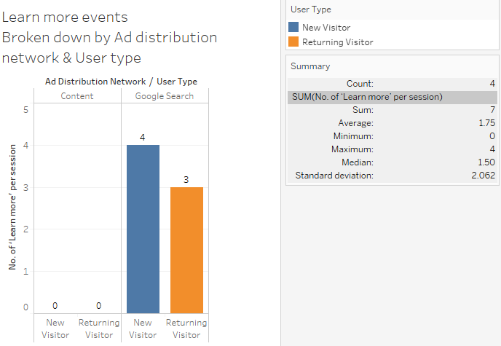 Learn more events
Broken down by Ad distribution
network & User type
Ad Distribution Network / User Type
Content Google Search
5
4
3
2
1
0
No. of 'Learn more' per session
0 0 4 3
New Visitor
Returning Visitor
New Visitor
Returning Visitor
User Type
New Visitor
Returning Visitor
Summary
Count: 4
SUM(No. of 'Learn more' per session)
Sum: 7
Average: 1.75
Minimum: 0
Maximum: 4
Median: 1.50
Standard deviation: 2.062